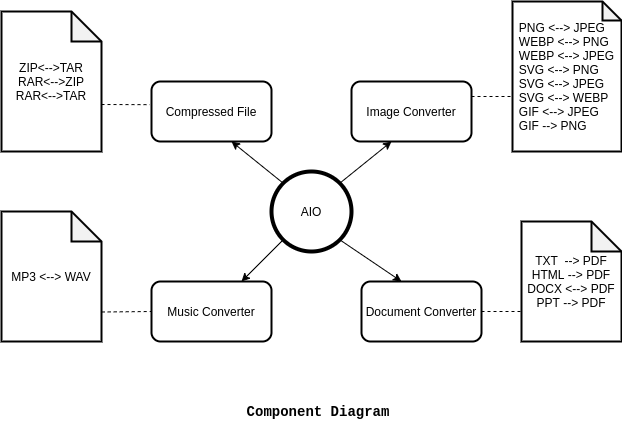 ZIP<-->TAR
RAR<-->ZIP
RAR<-->TAR
Compressed File
Image Converter
PNG <--> JPEG
WEBP <--> PNG
WEBP <--> JPEG
SVG <--> PNG
SVG <--> JPEG
SVG <--> WEBP
GIF <--> JPEG
GIF --> PNG
AIO
MP3 <--> WAV
Music Converter
Document Converter
TXT  --> PDF
HTML --> PDF
DOCX <--> PDF
PPT --> PDF
Component Diagram